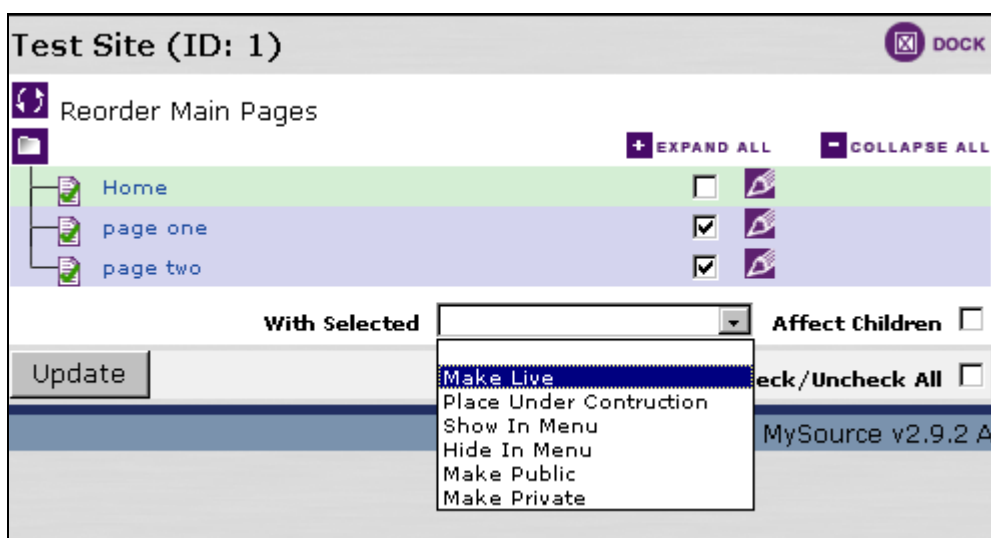 Test Site (ID: 1)
DOCK
Reorder Main Pages
EXPAND ALL
COLLAPSE ALL
Home
page one
page two
With Selected
Affect Children
Update
eck/Uncheck All
Make Live
Place Under Contruction
Show In Menu
Hide In Menu
Make Public
Make Private
MySource v2.9.2 A